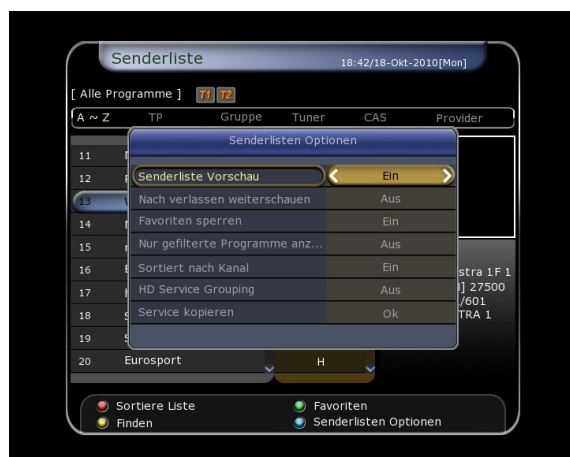 Senderliste
18:42/18-Okt-2010[Mon]
[ Alle Programme ] T1 T2
A ~ Z TP Gruppe Tuner CAS Provider
Senderlisten Optionen
11
Senderliste Vorschau Ein
12
Nach verlassen weiterschauen Aus
13
Favoriten sperren Ein
14
Nur gefilterte Programme anz... Aus
15
Sortiert nach Kanal Ein
16 stra 1F 1
HD Service Grouping Aus
17 27500
/601
Service kopieren Ok
18 TRA 1
19
20 Eurosport H
Sortiere Liste Favoriten
Finden Senderlisten Optionen